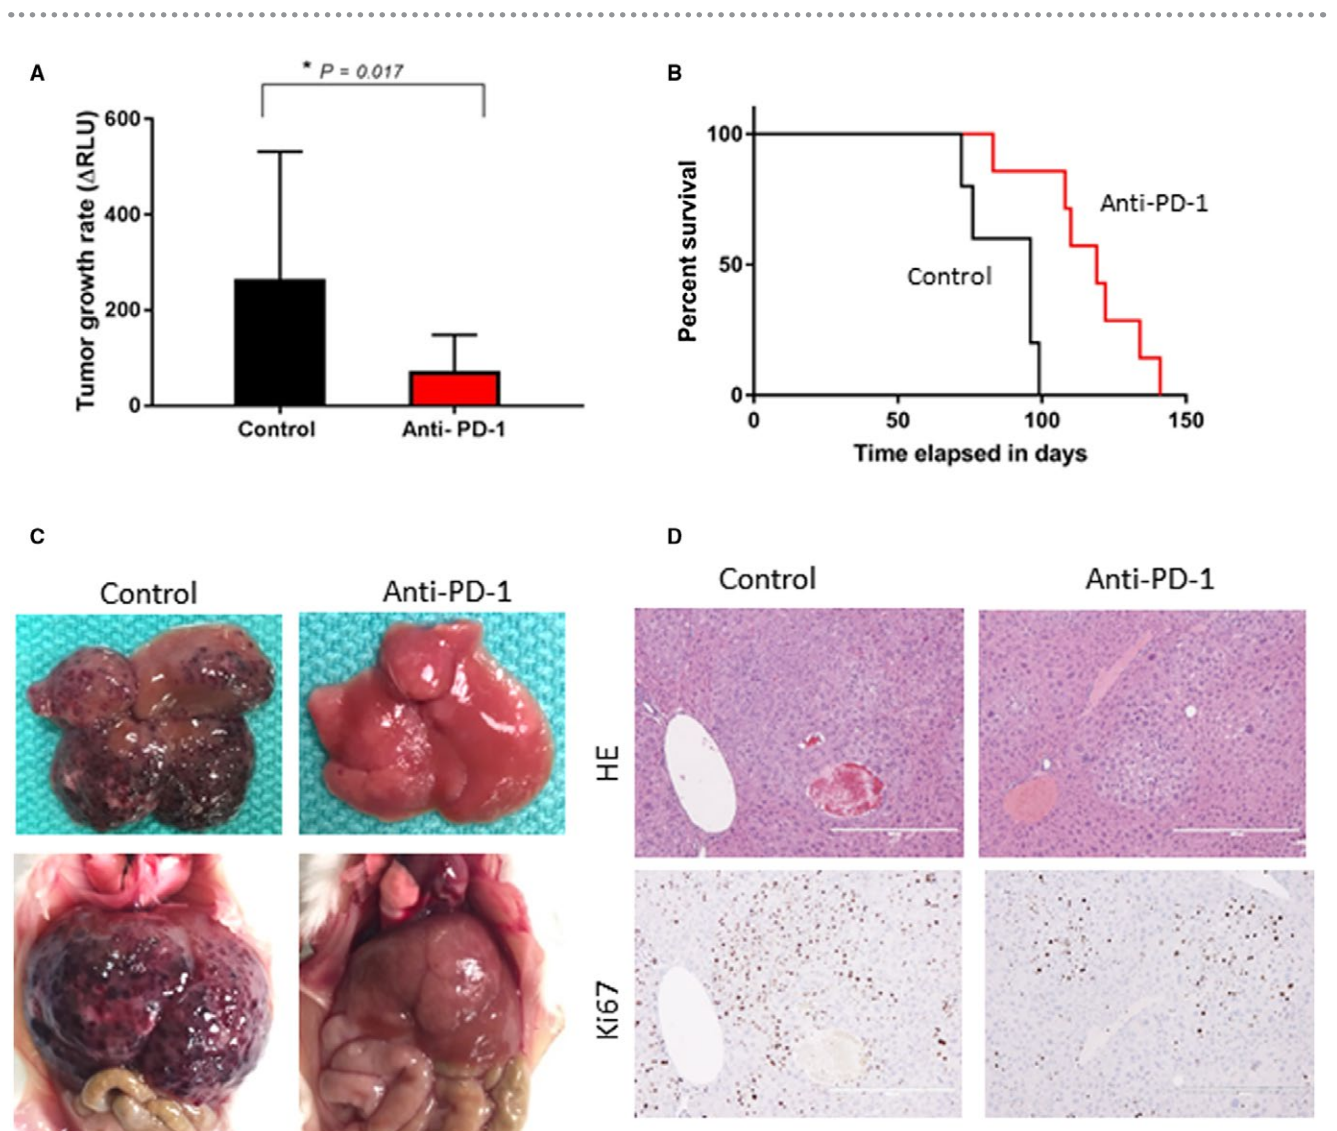 A
* P = 0.017
Tumor growth rate (ΔRLU)
600
400
200
0
Control
Anti- PD-1
B
Percent survival
100
50
0
Anti-PD-1
Control
0
50
100
150
Time elapsed in days
C
Control
Anti-PD-1
D
Control
Anti-PD-1
HE
Ki67